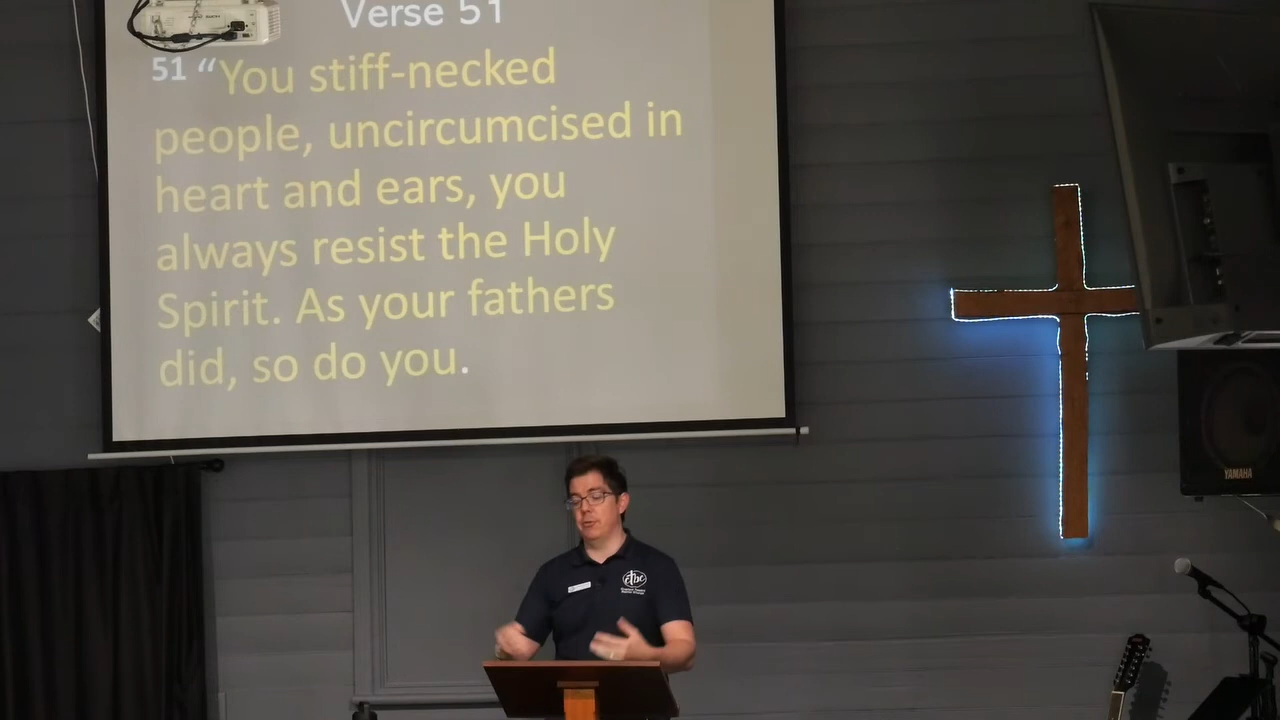 Verse 51
51 “You stiff-necked
people, uncircumcised in
heart and ears, you
always resist the Holy
Spirit. As your fathers
did, so do you.
YAMAHA
ctbc